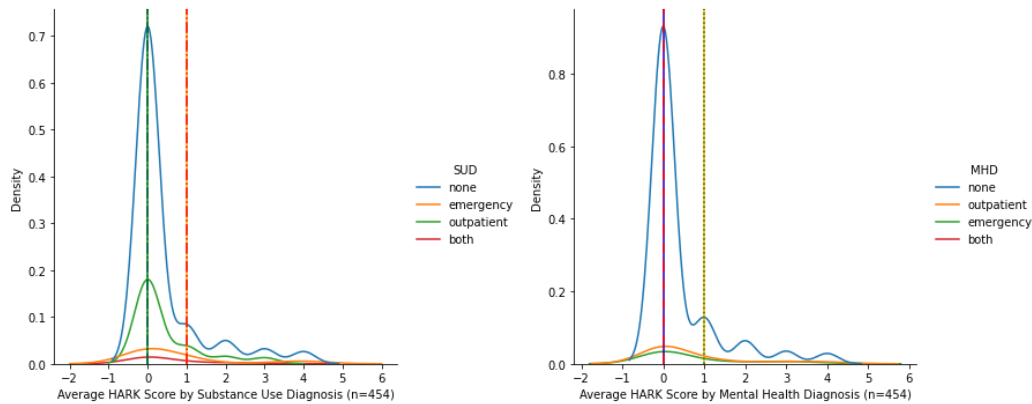 0.7
0.6
0.5
0.4
0.3
0.2
0.1
0.0
Density
−2 −1 0 1 2 3 4 5 6
Average HARK Score by Substance Use Diagnosis (n=454)
SUD
none
emergency
outpatient
both
0.8
0.6
0.4
0.2
0.0
Density
−2 −1 0 1 2 3 4 5 6
Average HARK Score by Mental Health Diagnosis (n=454)
MHD
none
outpatient
emergency
both